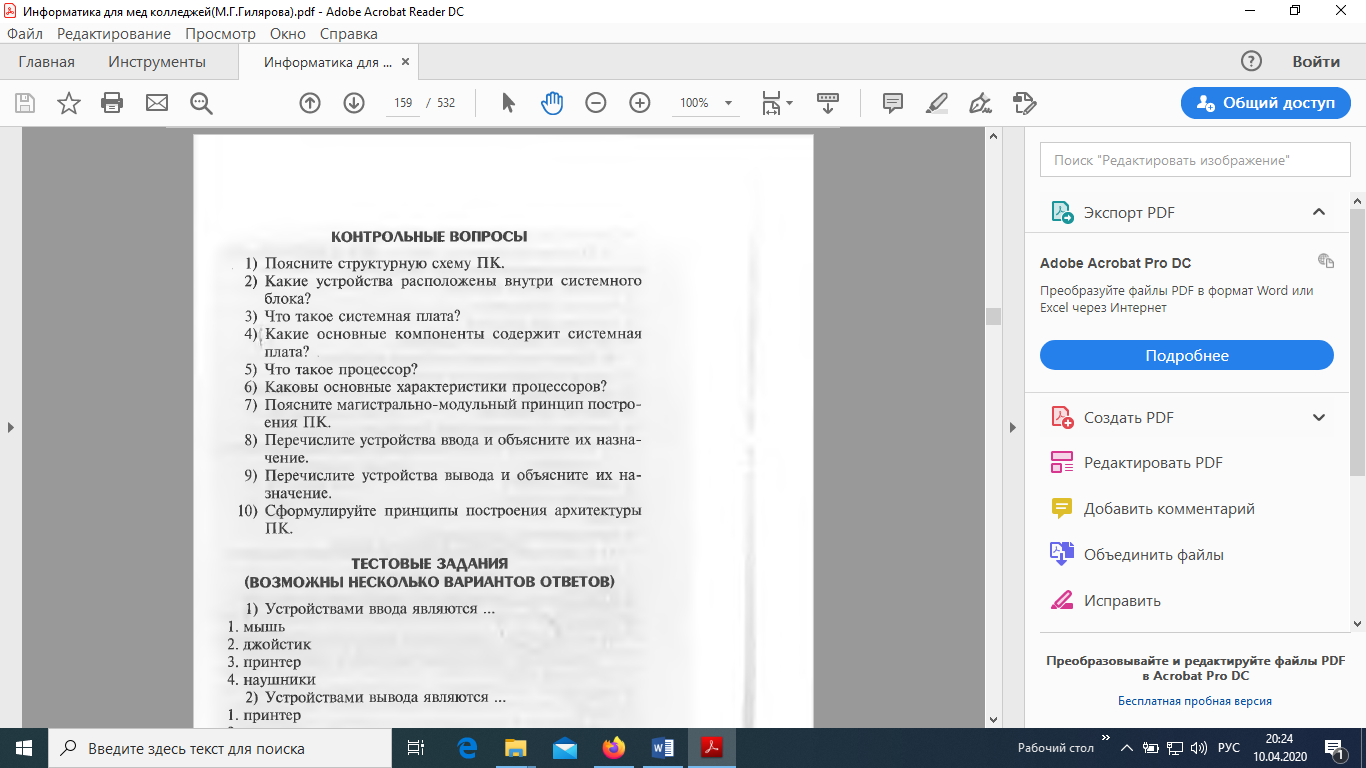 Информатика для мед колледжей(М.Г.Гилярова).pdf - Adobe Acrobat Reader DC
Файл Редактирование Просмотр Окно Справка
Главная Инструменты Информатика для ... × Войти
159 / 532 100% Общий доступ
КОНТРОЛЬНЫЕ ВОПРОСЫ
1) Поясните структурную схему ПК.
2) Какие устройства расположены внутри системного
блока?
3) Что такое системная плата?
4) Какие основные компоненты содержит системная
плата?
5) Что такое процессор?
6) Каковы основные характеристики процессоров?
7) Поясните магистрально-модульный принцип постро-
ения ПК.
8) Перечислите устройства ввода и объясните их назна-
чение.
9) Перечислите устройства вывода и объясните их на-
значение.
10) Сформулируйте принципы построения архитектуры
ПК.
ТЕСТОВЫЕ ЗАДАНИЯ
(ВОЗМОЖНЫ НЕСКОЛЬКО ВАРИАНТОВ ОТВЕТОВ)
1) Устройствами ввода являются ...
1. мышь
2. джойстик
3. принтер
4. наушники
2) Устройствами вывода являются ...
1. принтер
Поиск "Редактировать изображение"
Экспорт PDF
Adobe Acrobat Pro DC
Преобразуйте файлы PDF в формат Word или
Excel через Интернет
Подробнее
Создать PDF
Редактировать PDF
Добавить комментарий
Объединить файлы
Исправить
Преобразовывайте и редактируйте файлы PDF
в Acrobat Pro DC
Бесплатная пробная версия
Введите здесь текст для поиска
Рабочий стол » РУС
20:24
10.04.2020
1